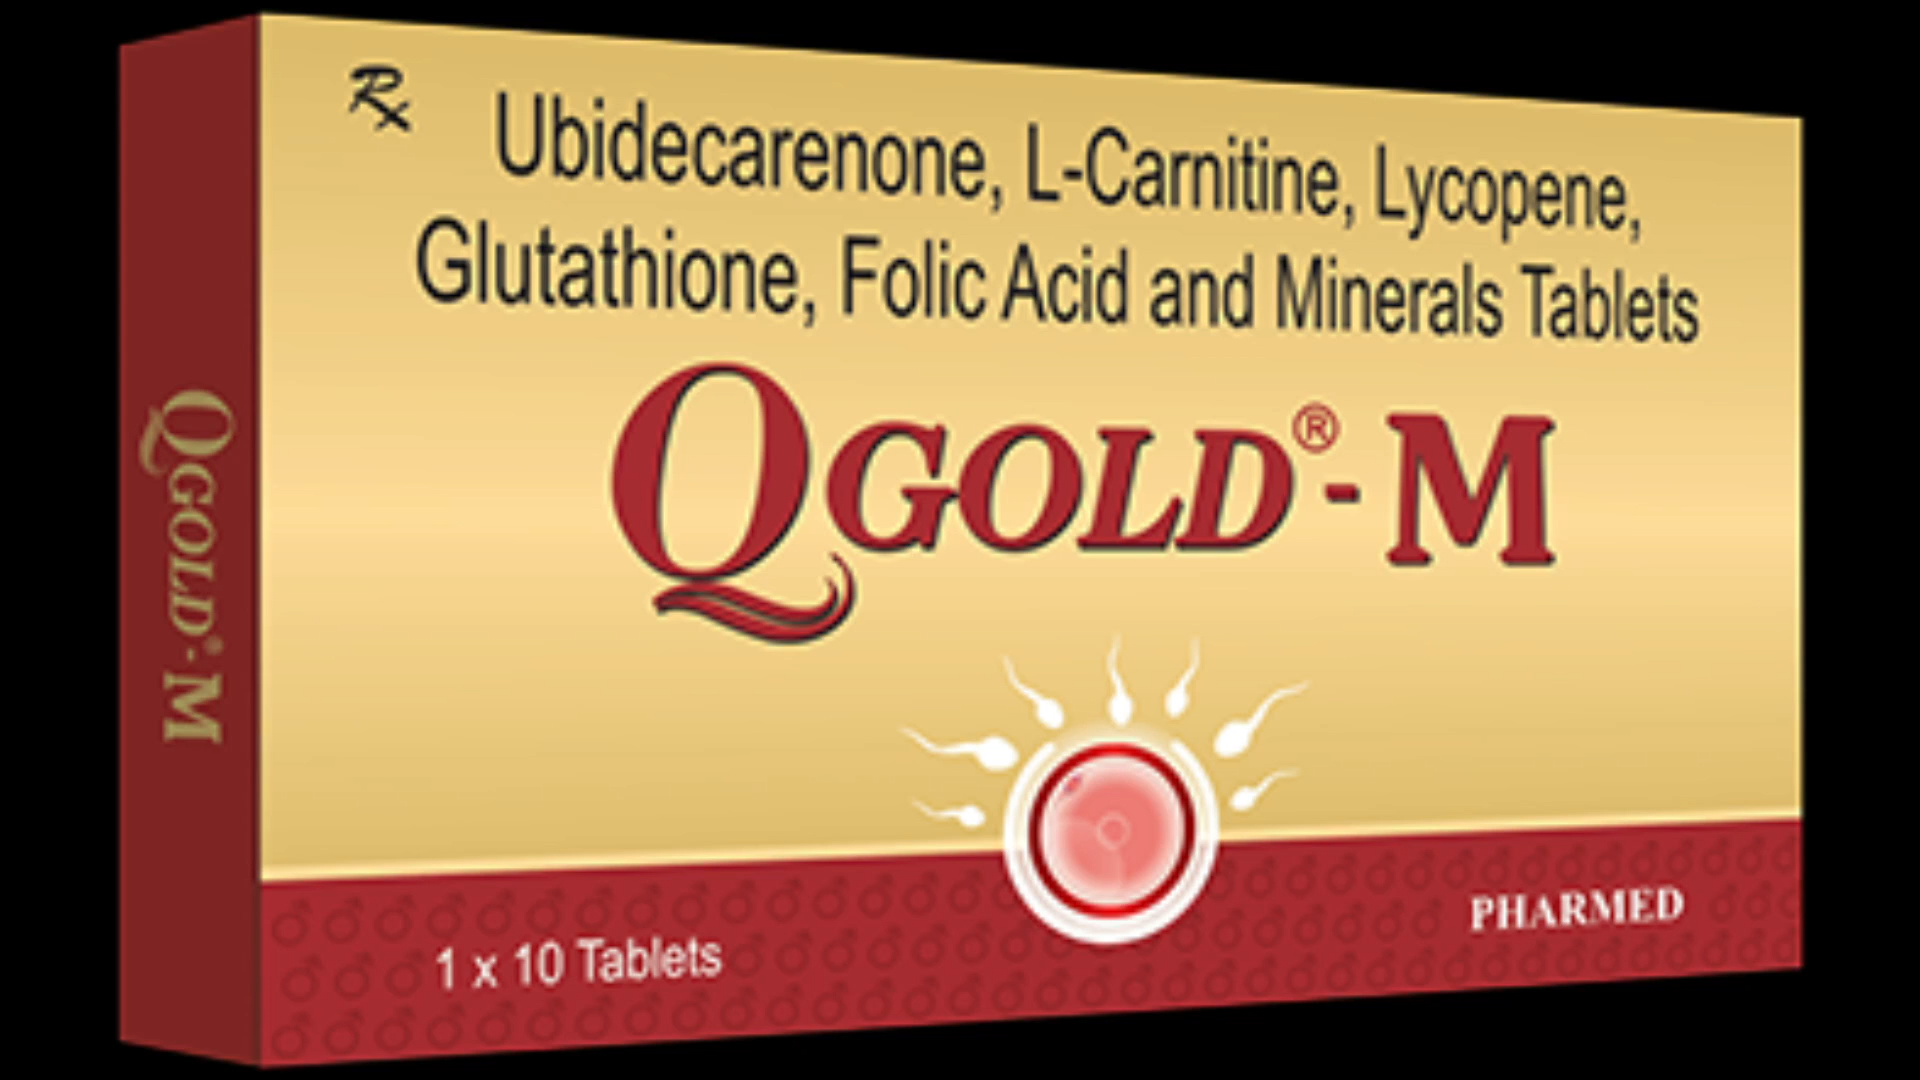 Rx
Ubidecarenone, L-Carnitine, Lycopene,
Glutathione, Folic Acid and Minerals Tablets
QGOLD®-M
1 x 10 Tablets
PHARMED
QGOLD®-M